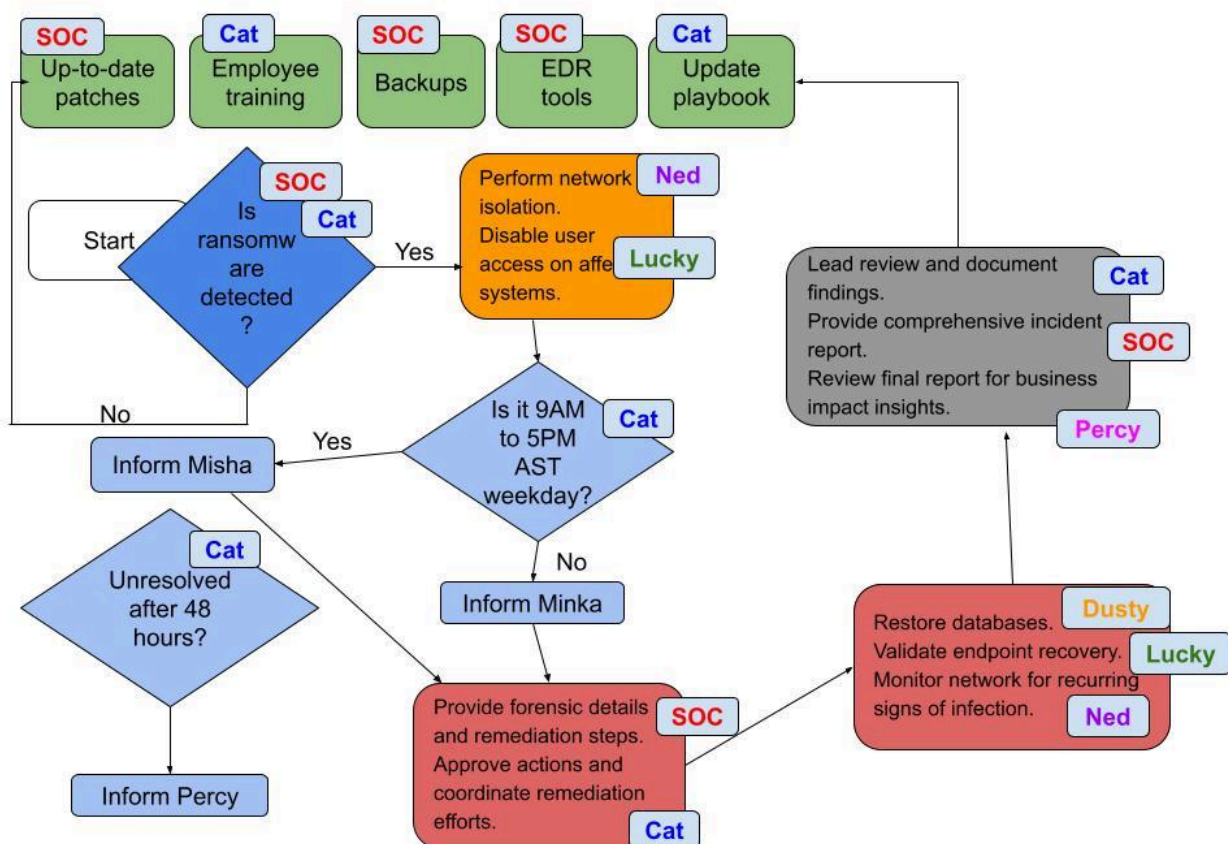 SOC
Up-to-date
patches
Cat
Employee
training
SOC
Backups
SOC
EDR
tools
Cat
Update
playbook
Start
SOC
Cat
Is
ransomw
are
detected
?
Yes
No
Ned
Perform network
isolation.
Disable user
Lucky
access on affe
systems.
Cat
Is it 9AM
to 5PM
AST
weekday?
Yes
Inform Misha
No
Inform Minka
Cat
Unresolved
after 48
hours?
Inform Percy
SOC
Provide forensic details
and remediation steps.
Approve actions and
coordinate remediation
efforts.
Cat
Dusty
Restore databases.
Validate endpoint recovery.
Lucky
Monitor network for recurring
signs of infection.
Ned
Lead review and document
findings.
Cat
Provide comprehensive incident
report.
SOC
Review final report for business
impact insights.
Percy